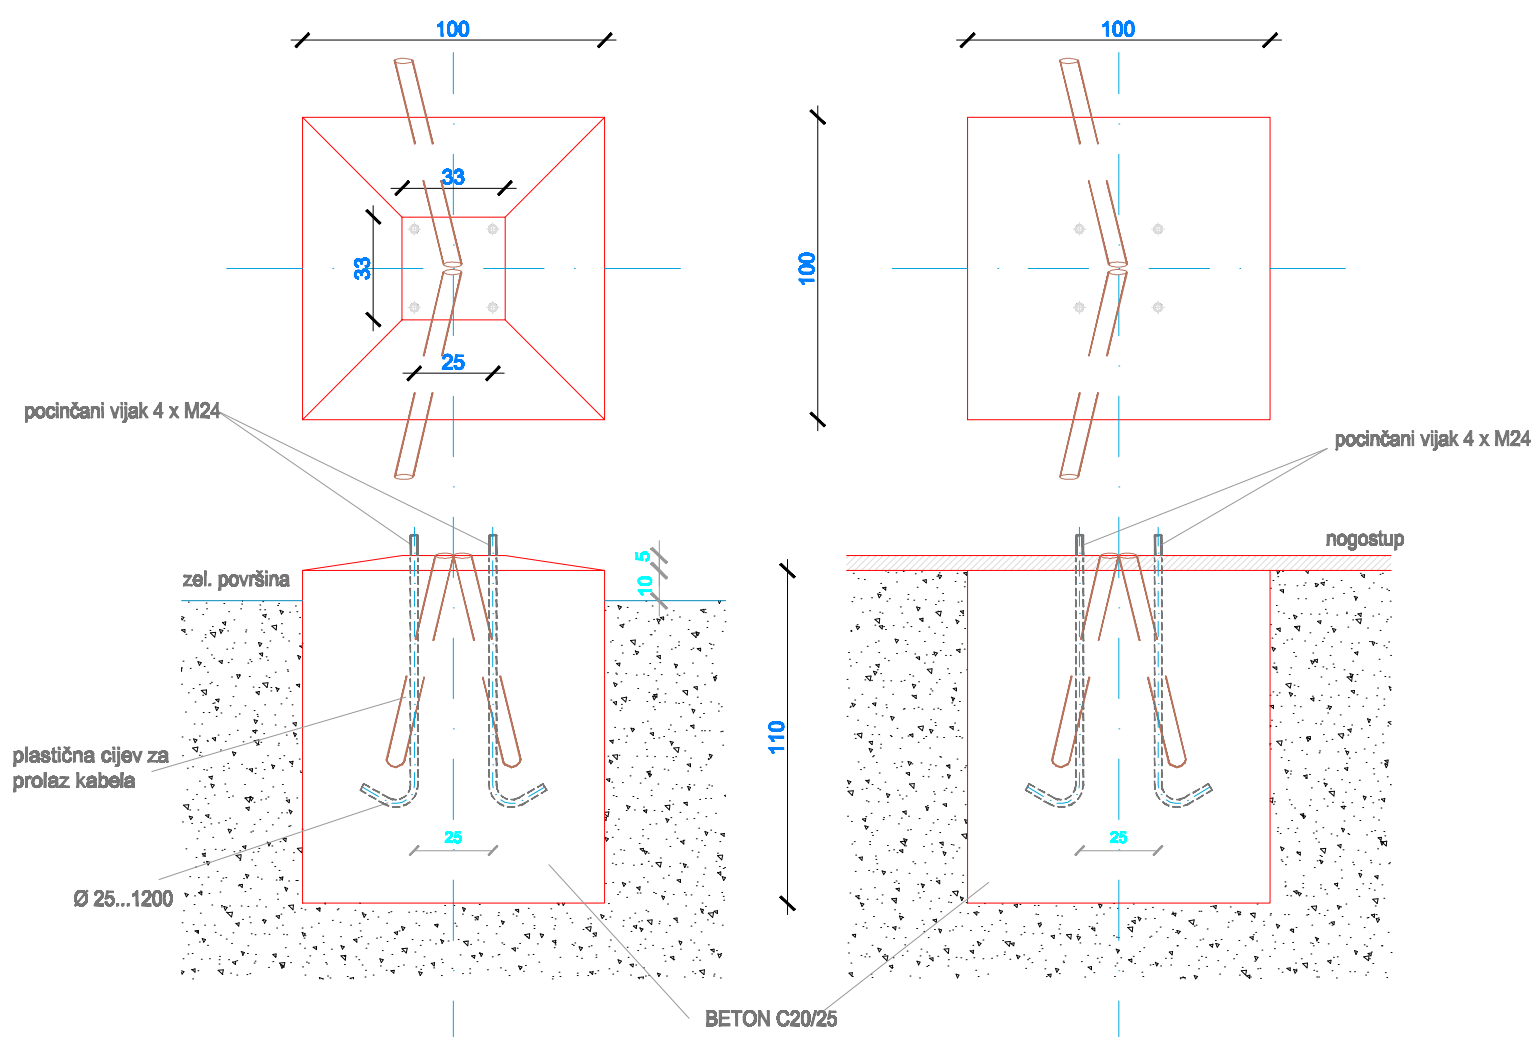 100
100
33
33
100
25
pocinčani vijak 4 x M24
pocinčani vijak 4 x M24
nogostup
5
zel. površina
10
110
plastična cijev za
prolaz kabela
25
25
Ø 25...1200
BETON C20/25